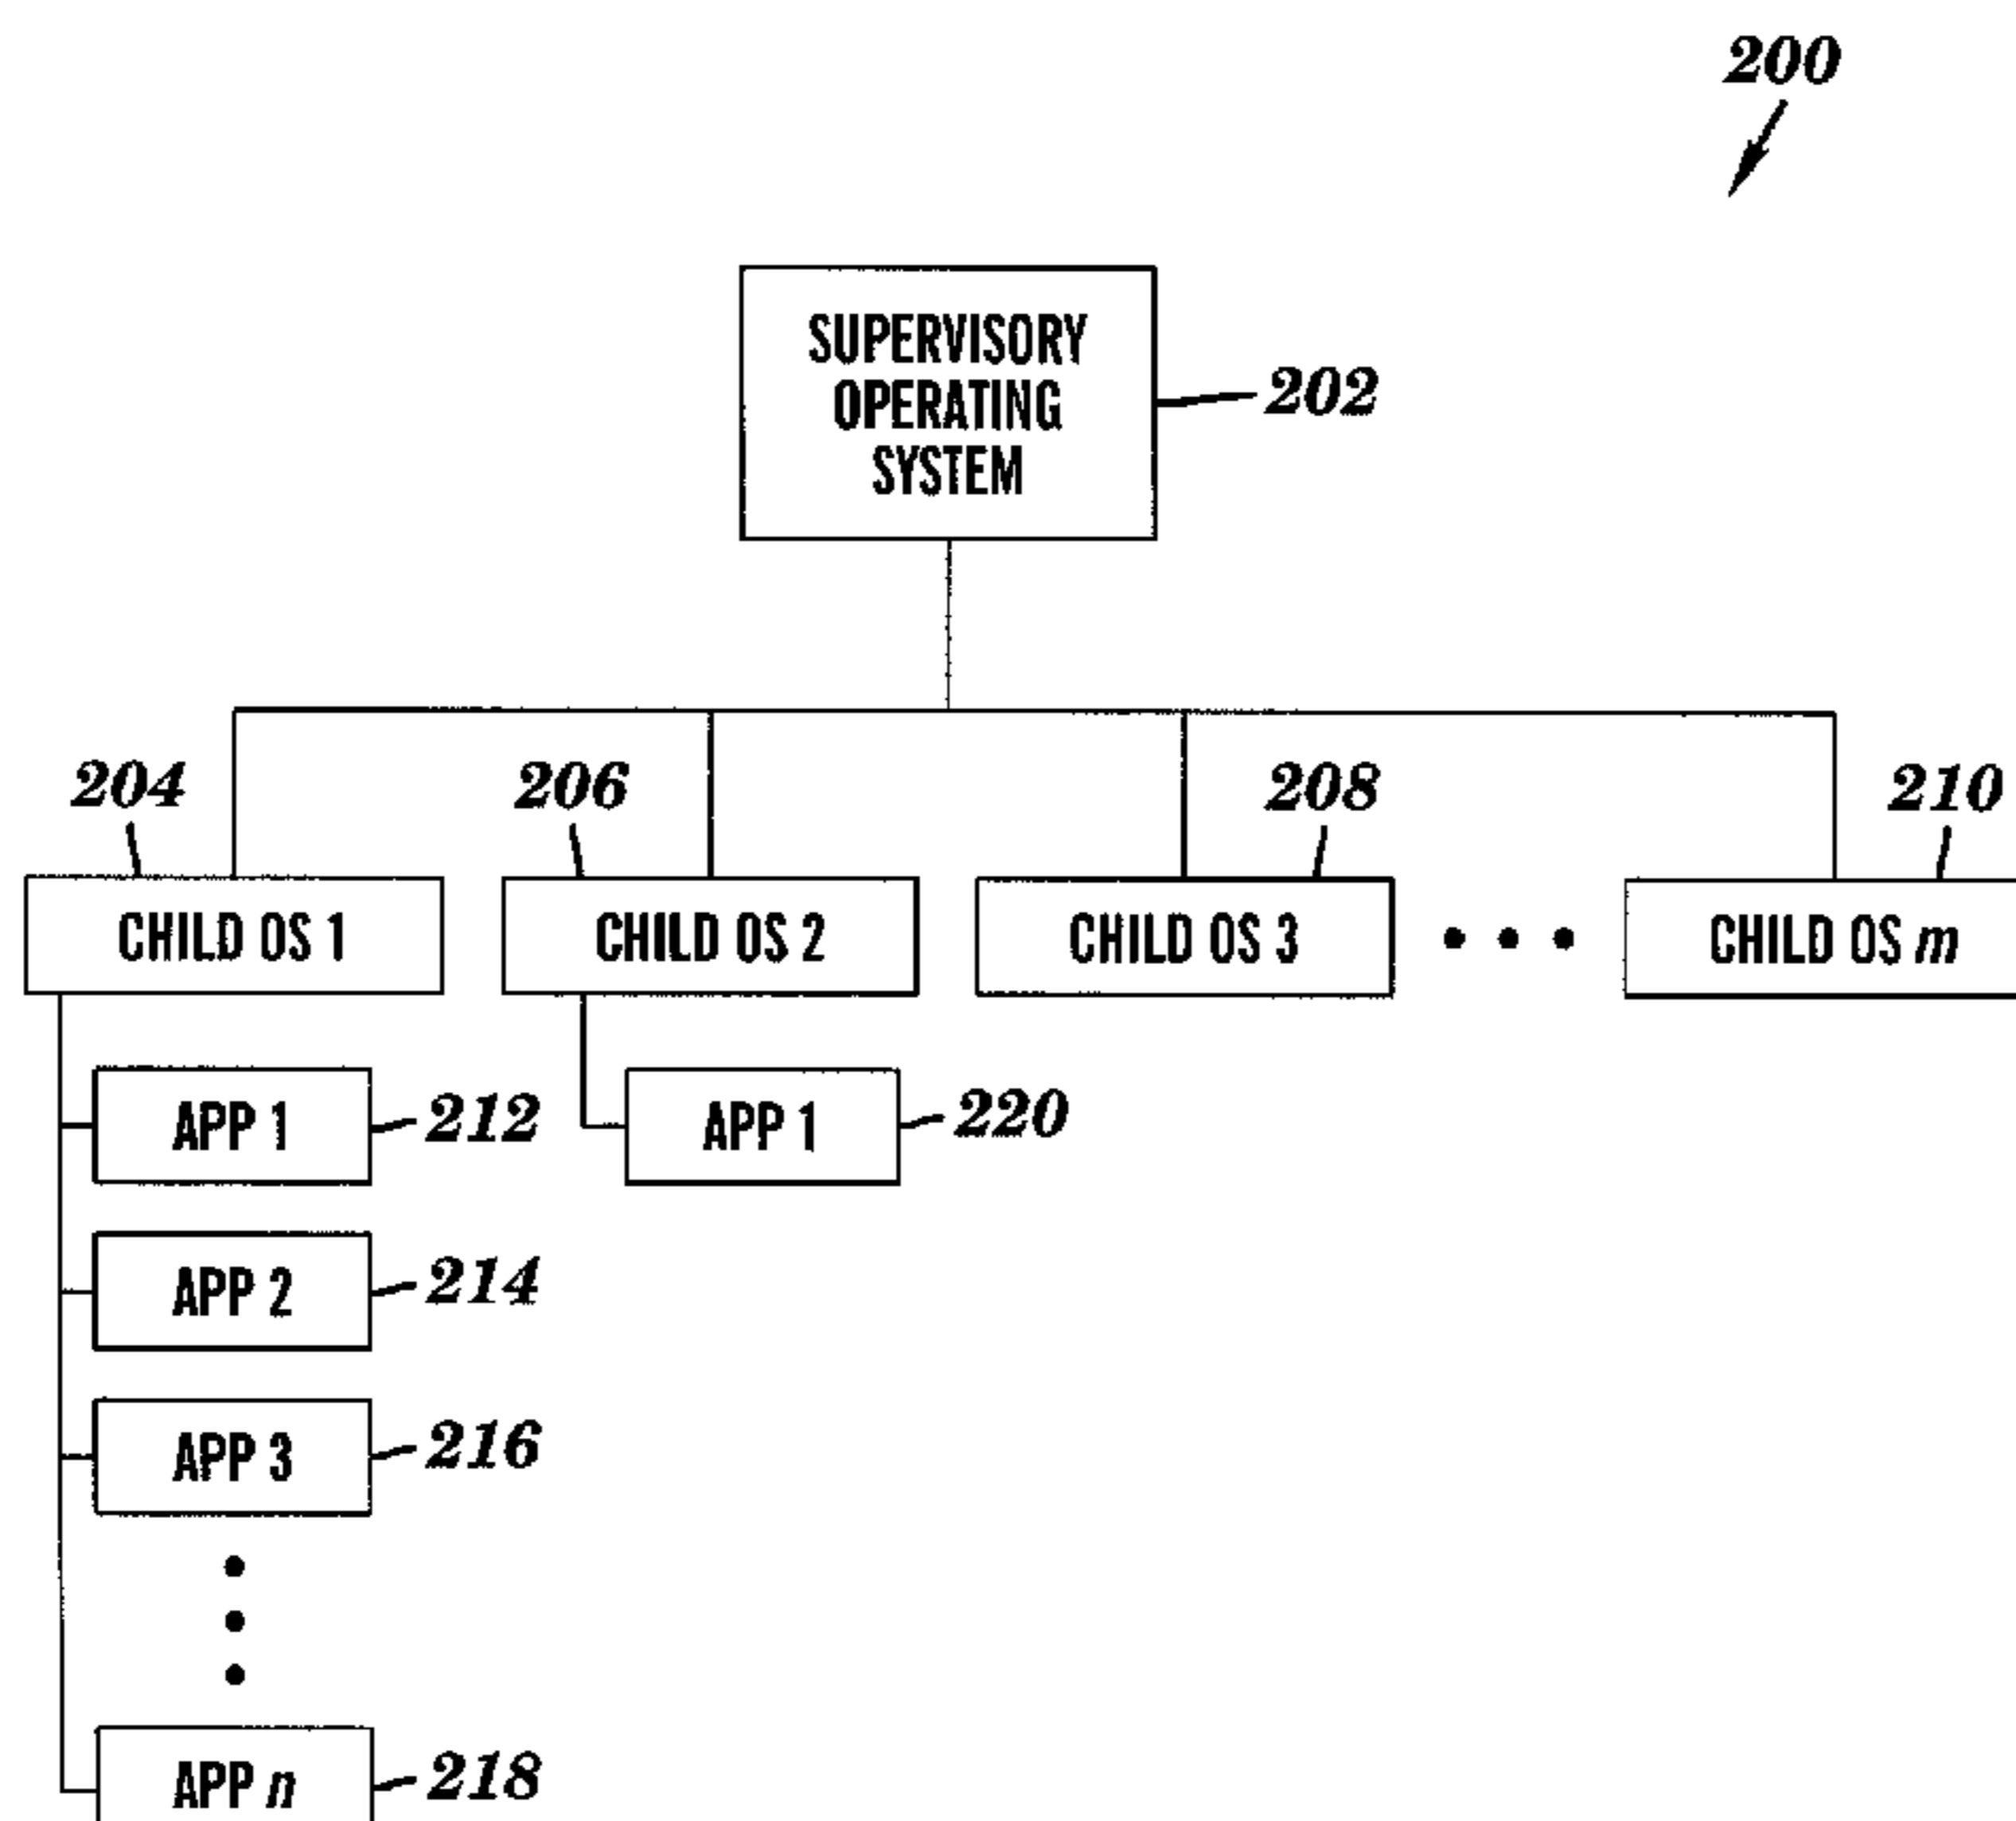 200
SUPERVISORY
OPERATING
SYSTEM
202
204
206
208
210
CHILD OS 1
CHILD OS 2
CHILD OS 3
CHILD OS m
APP 1
212
APP 1
220
APP 2
214
APP 3
216
APP n
218